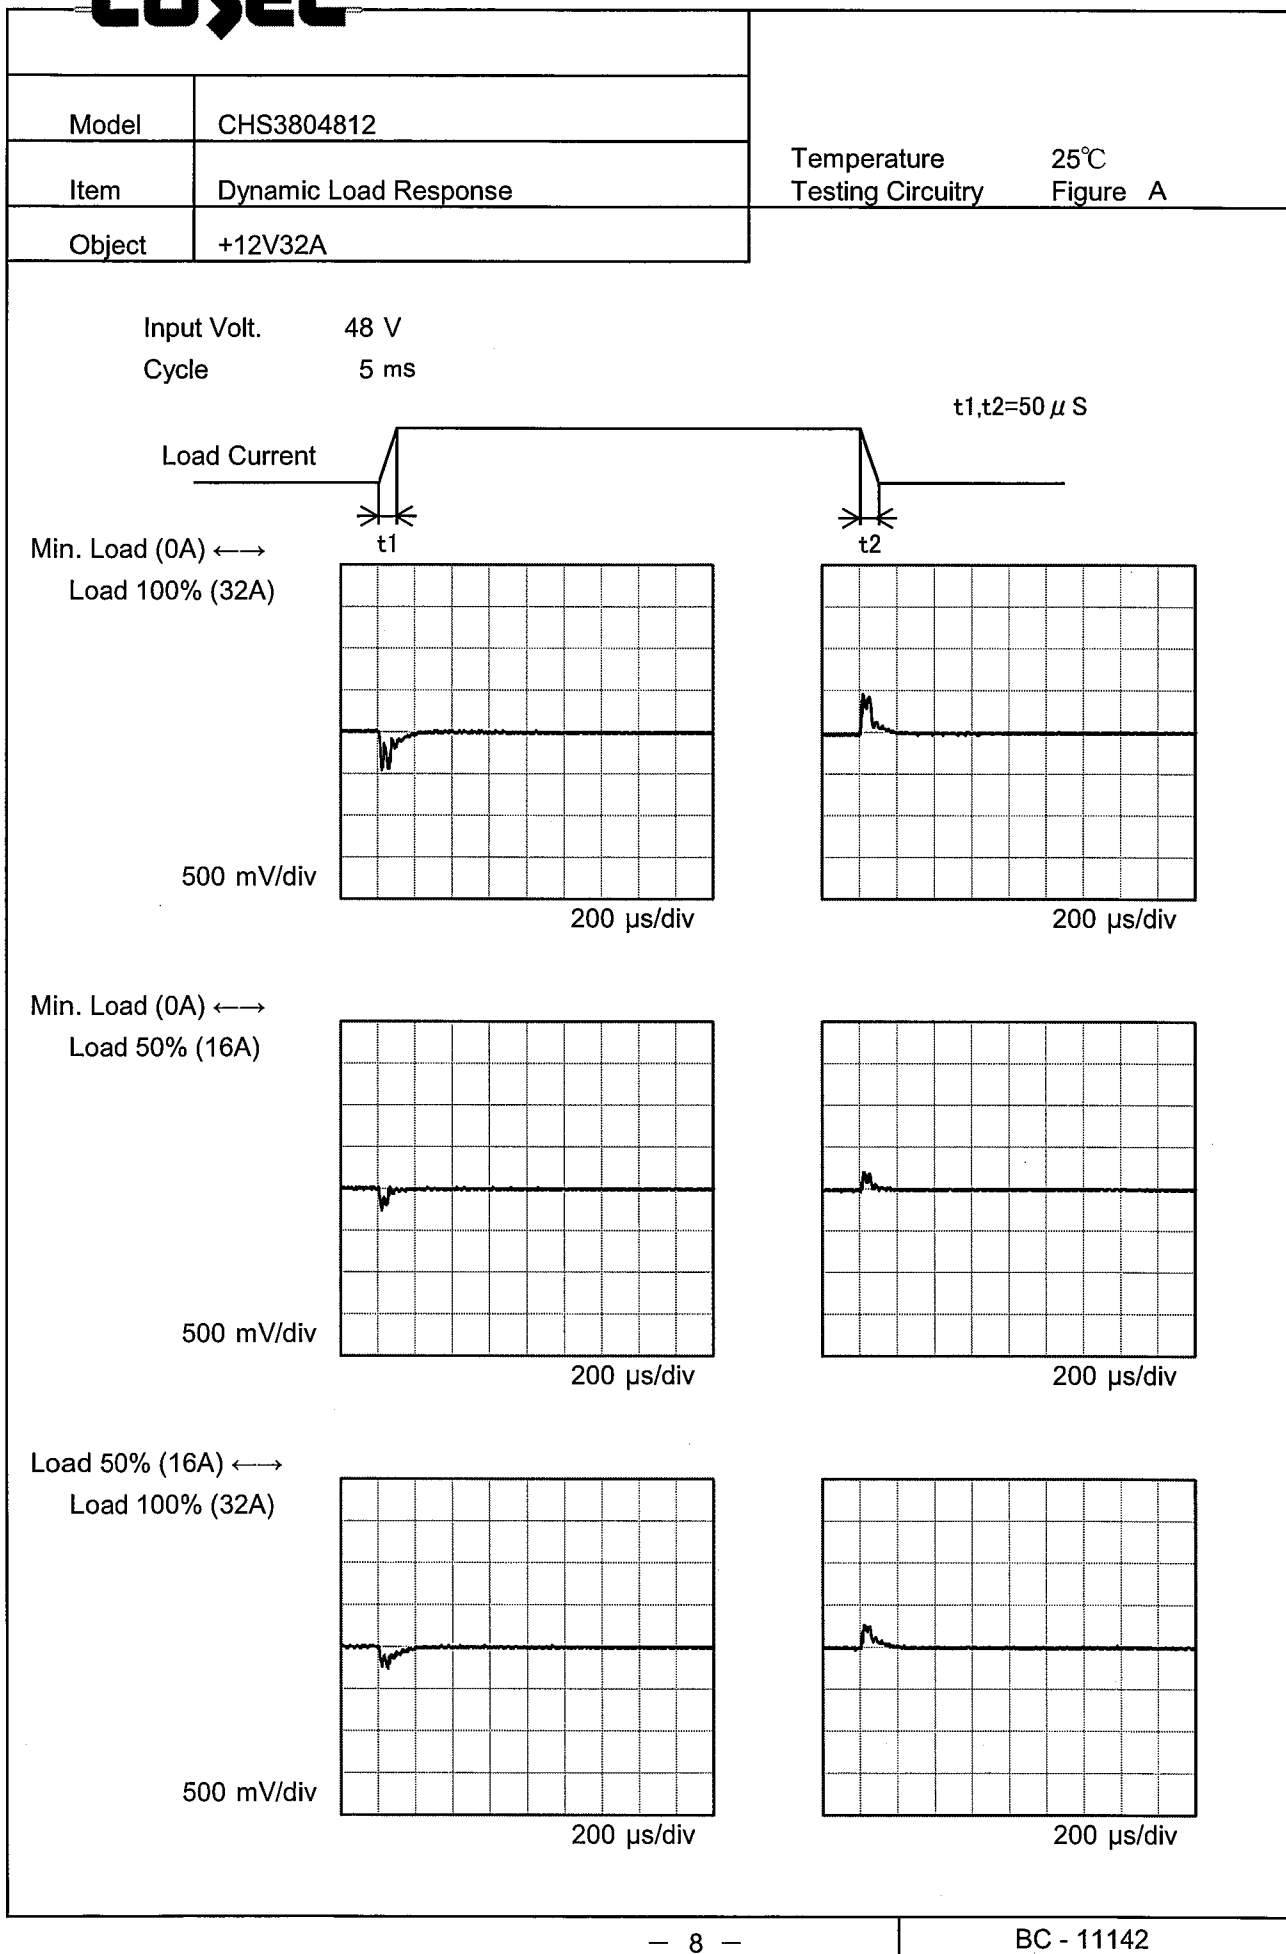 COSEL
Model CHS3804812
Temperature 25℃
Item Dynamic Load Response
Testing Circuitry Figure A
Object +12V32A
Input Volt. 48 V
Cycle 5 ms
t1,t2=50 μ S
Load Current
t1
t2
Min. Load (0A) ←→
Load 100% (32A)
500 mV/div
200 µs/div
200 µs/div
Min. Load (0A) ←→
Load 50% (16A)
500 mV/div
200 µs/div
200 µs/div
Load 50% (16A) ←→
Load 100% (32A)
500 mV/div
200 µs/div
200 µs/div
— 8 —
BC - 11142